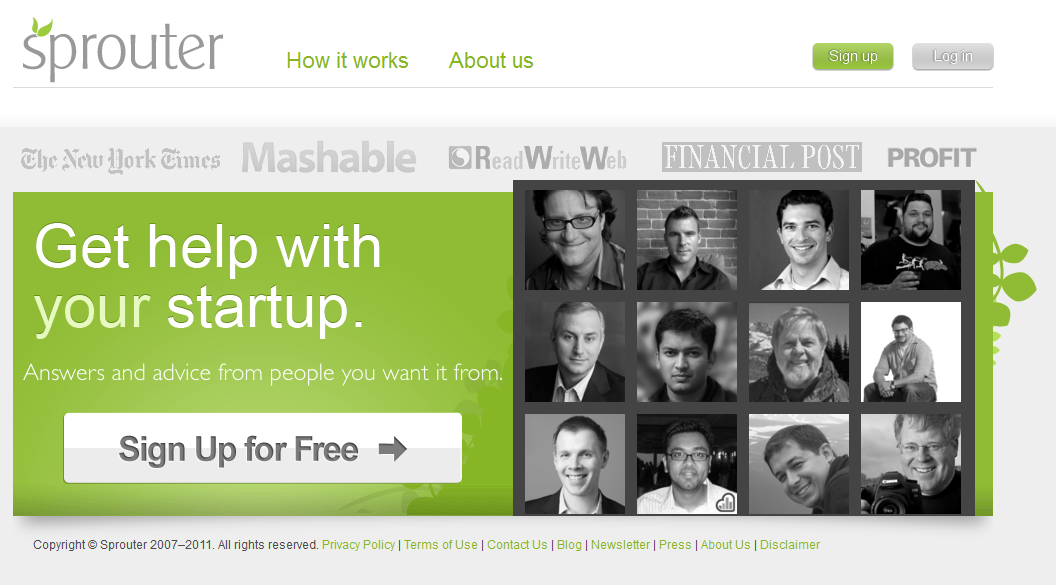 sprouter
How it works About us Sign up Log in
The New York Times Mashable ReadWriteWeb FINANCIAL POST PROFIT
Get help with
your startup.
Answers and advice from people you want it from.
Sign Up for Free
Copyright © Sprouter 2007–2011. All rights reserved. Privacy Policy | Terms of Use | Contact Us | Blog | Newsletter | Press | About Us | Disclaimer